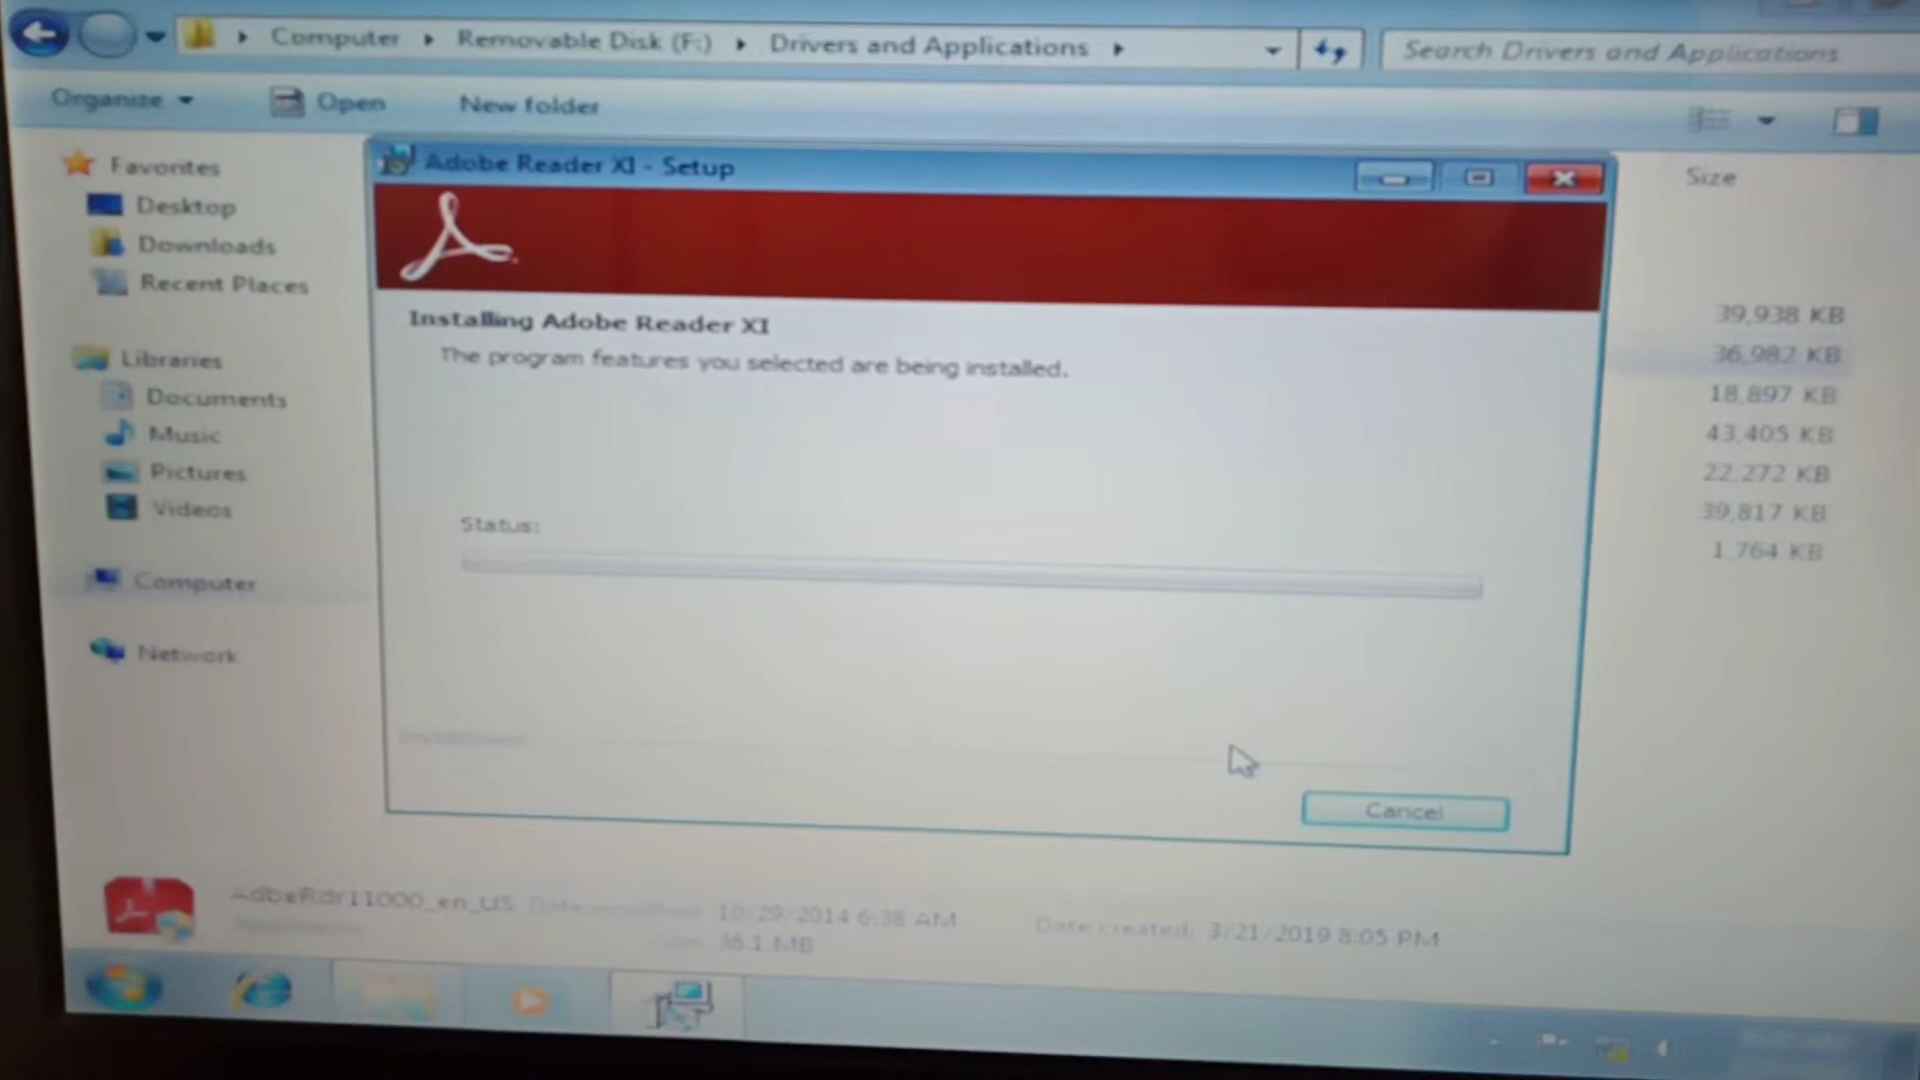 Computer Removable Disk (F:) Drivers and Applications
Search Drivers and Applications
Organize Open New folder
Favorites
Desktop
Downloads
Recent Places
Libraries
Documents
Music
Pictures
Videos
Computer
Network
Adobe Reader XI - Setup
Installing Adobe Reader XI
The program features you selected are being installed.
Status:
Cancel
Size
39,938 KB
36,982 KB
18,897 KB
43,405 KB
22,272 KB
39,817 KB
1,764 KB
AdbeRdr11000_en_US Date modified: 10/29/2014 6:38 AM Date created: 3/21/2019 8:05 PM
36.1 MB